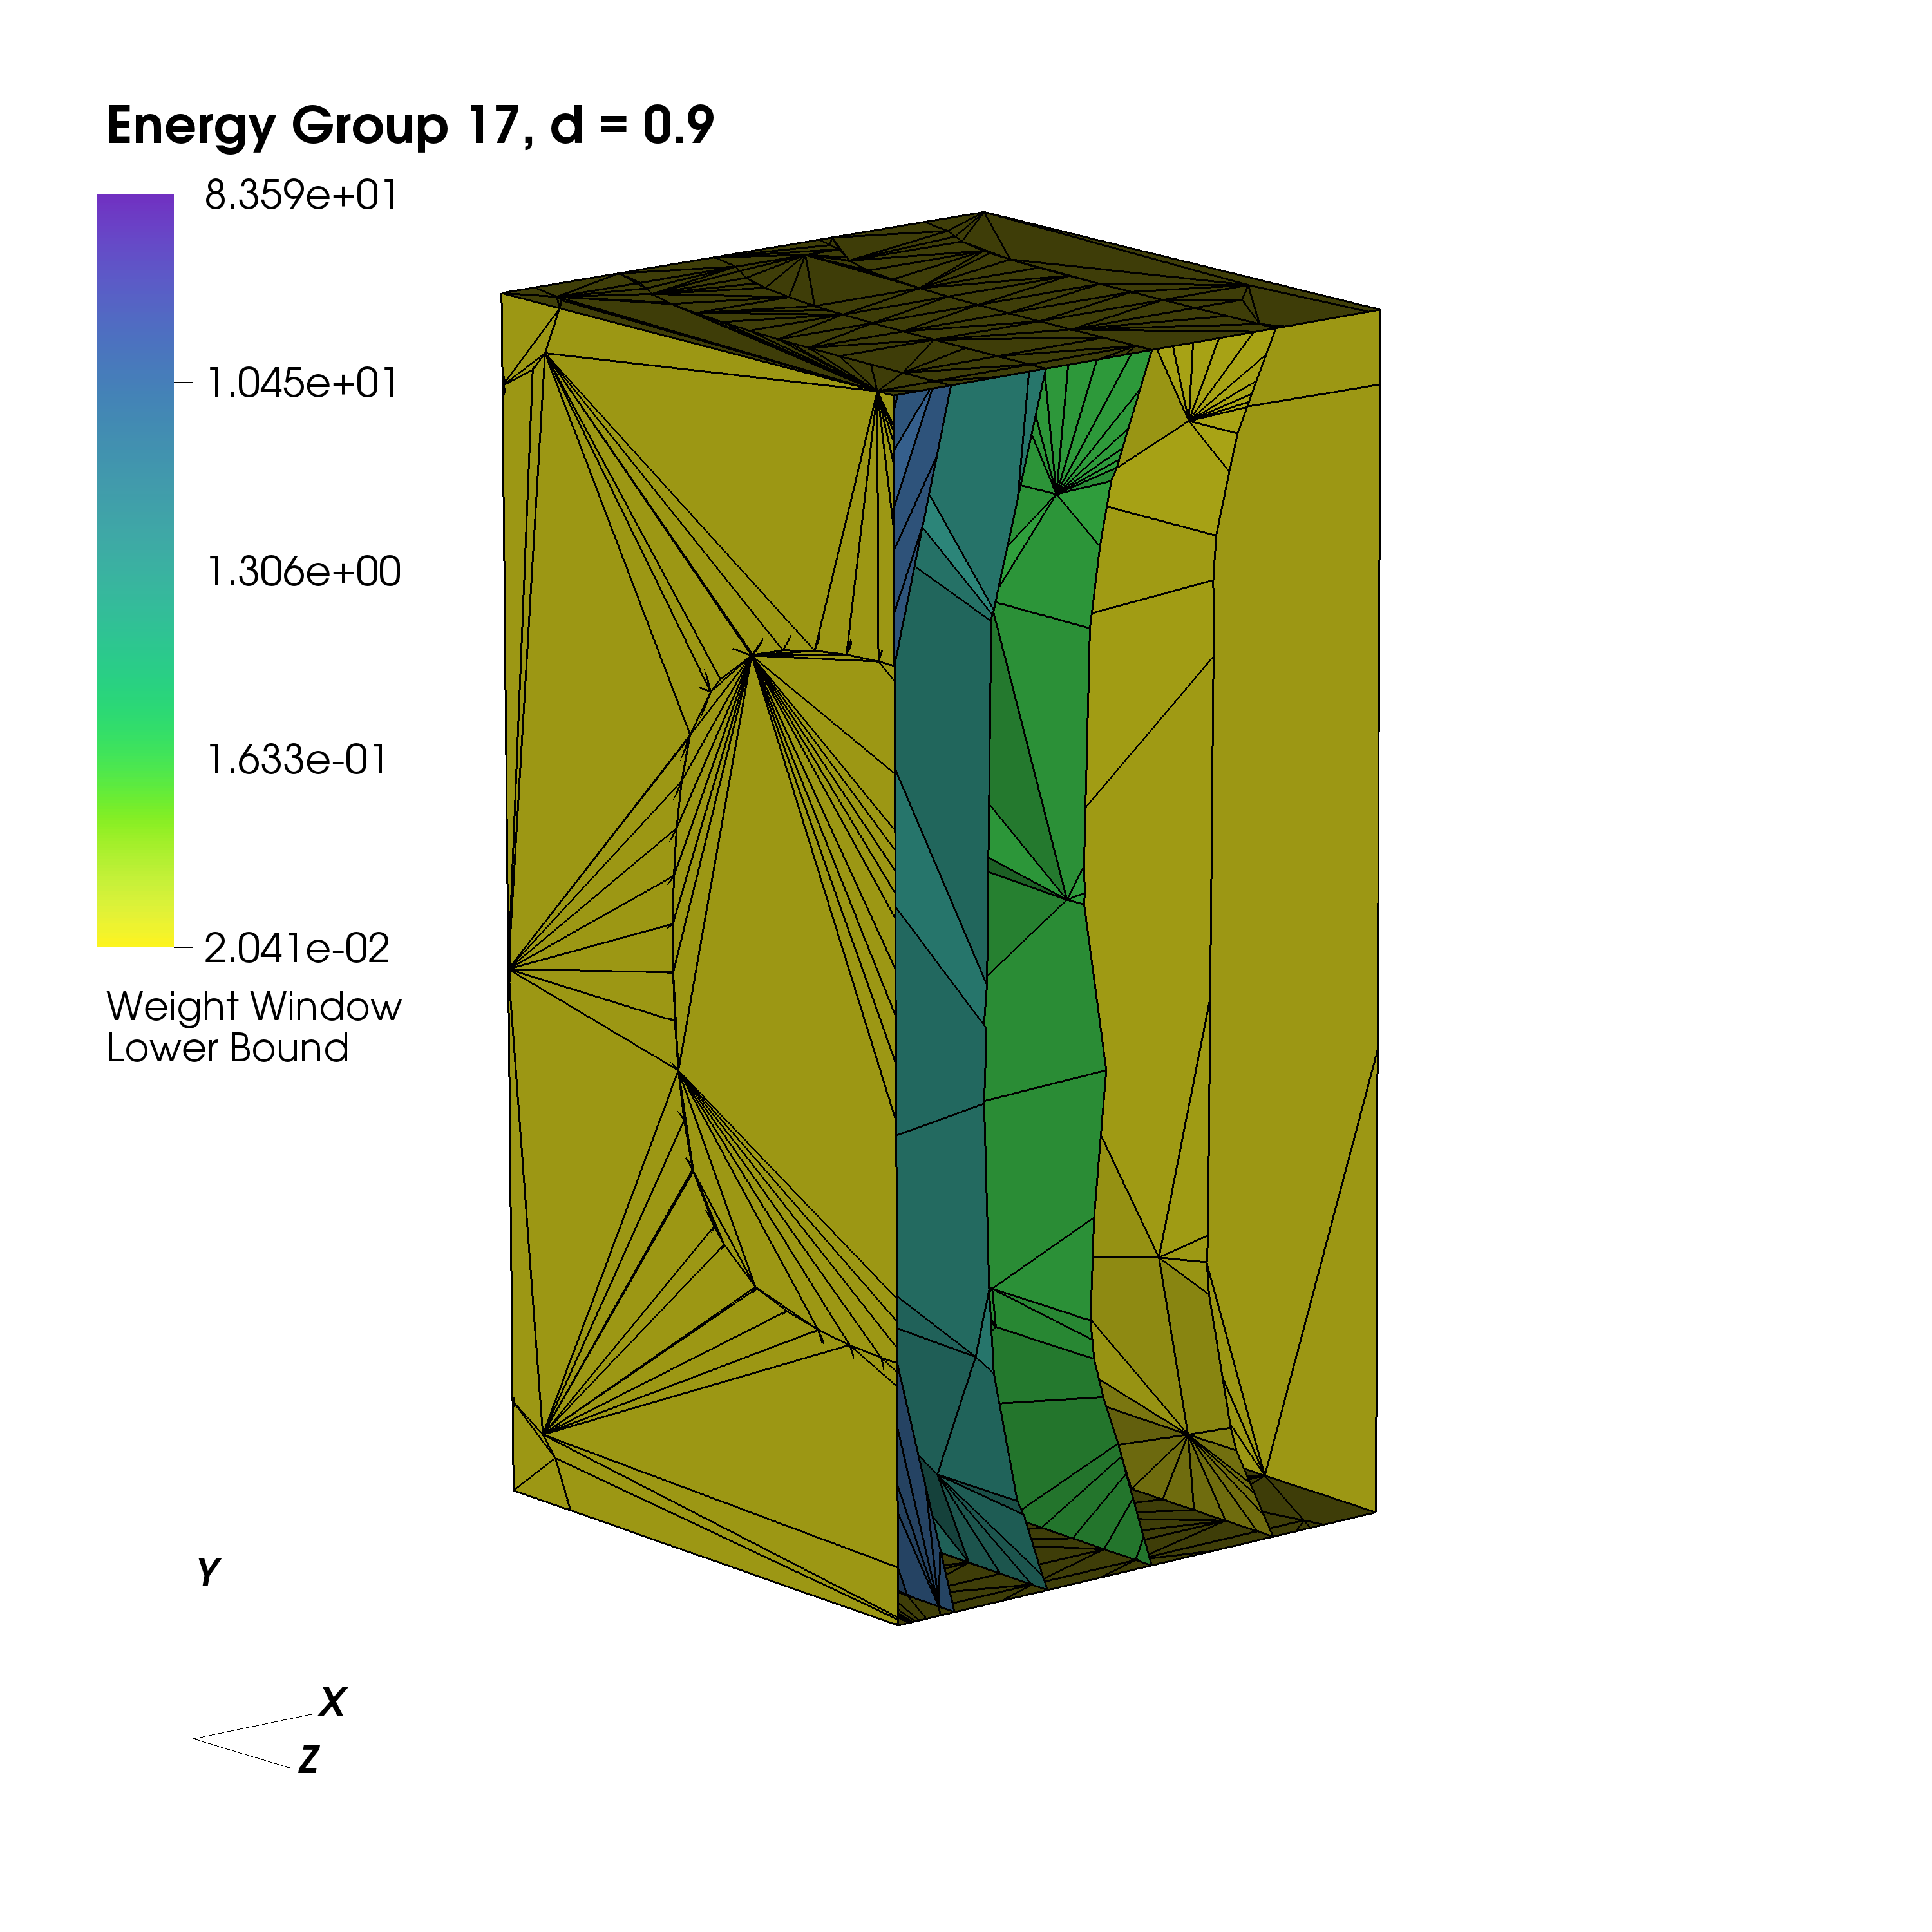 Energy Group 17, d = 0.9
8.359e+01
1.045e+01
1.306e+00
1.633e-01
2.041e-02
Weight Window
Lower Bound
Y
X
Z